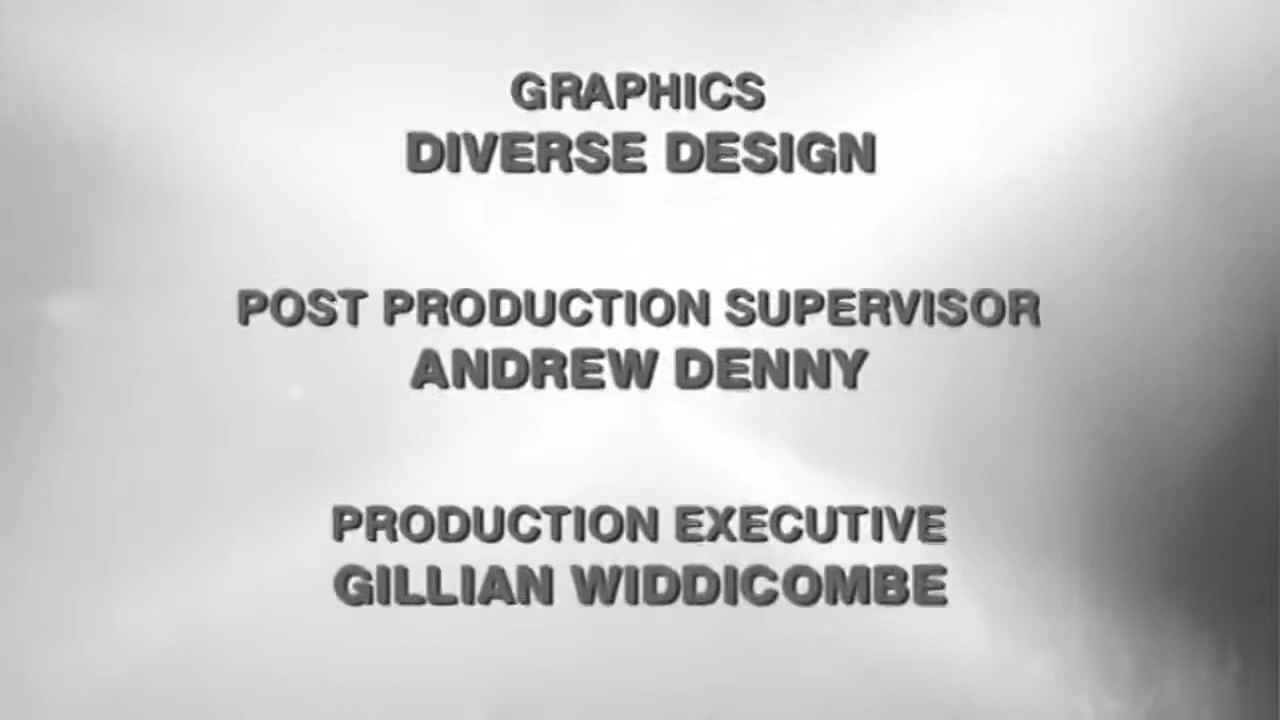 GRAPHICS
DIVERSE DESIGN
POST PRODUCTION SUPERVISOR
ANDREW DENNY
PRODUCTION EXECUTIVE
GILLIAN WIDDICOMBE